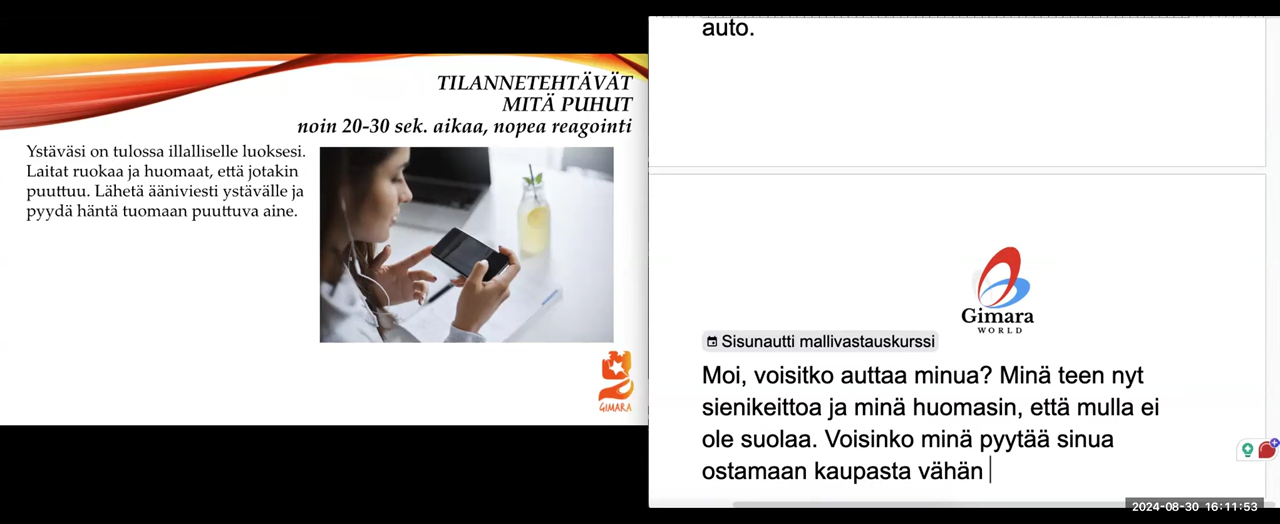 TILANNETEHTÄVÄT
MITÄ PUHUT
noin 20-30 sek. aikaa, nopea reagointi
Ystäväsi on tulossa illalliselle luoksesi.
Laitat ruokaa ja huomaat, että jotakin
puuttuu. Lähetä ääniviesti ystävälle ja
pyydä häntä tuomaan puuttuva aine.
GIMARA
auto.
Gimara
WORLD
Sisunautti mallivastauskurssi
Moi, voisitko auttaa minua? Minä teen nyt
sienikeittoa ja minä huomasin, että mulla ei
ole suolaa. Voisinko minä pyytää sinua
ostamaan kaupasta vähän
2024-08-30 16:11:53